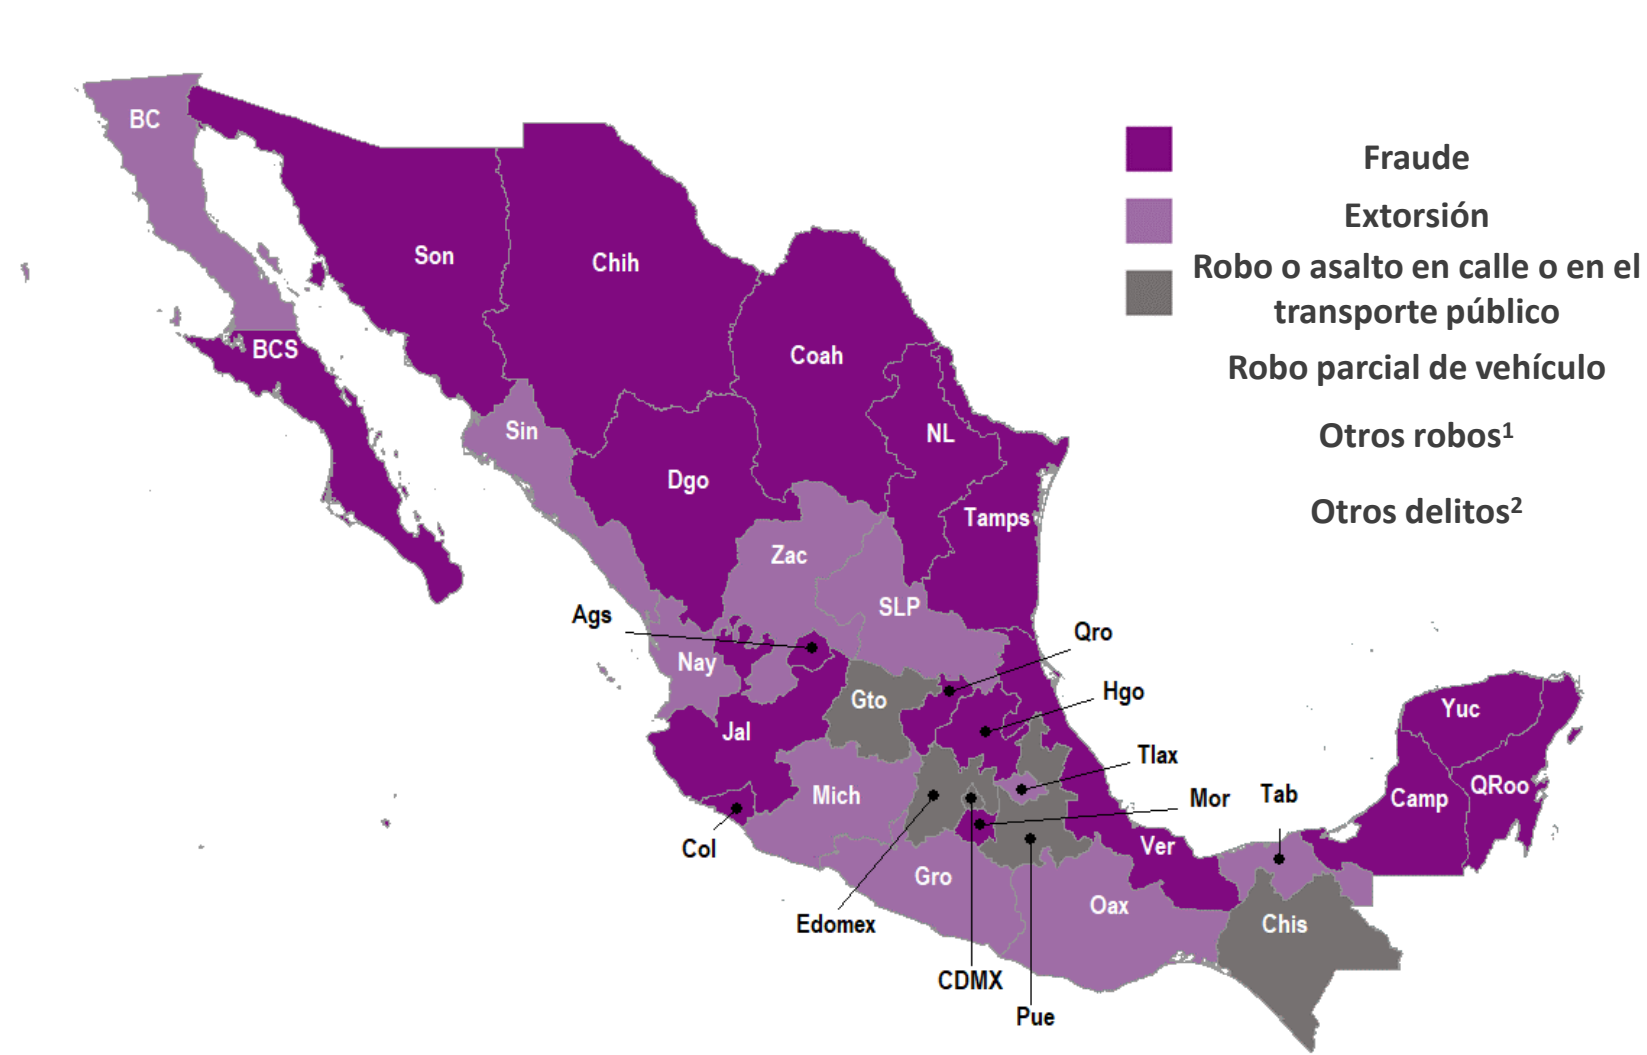 BC
Fraude
Extorsión
Son
Chih
Robo o asalto en calle o en el
transporte público
BCS
Coah
Robo parcial de vehículo
Sin
NL
Otros robos¹
Dgo
Tamps
Otros delitos²
Zac
Ags
SLP
Qro
Nay
Hgo
Gto
Yuc
Jal
Tlax
QRoo
Mich
Mor
Tab
Camp
Col
Ver
Gro
Oax
Edomex
Chis
CDMX
Pue